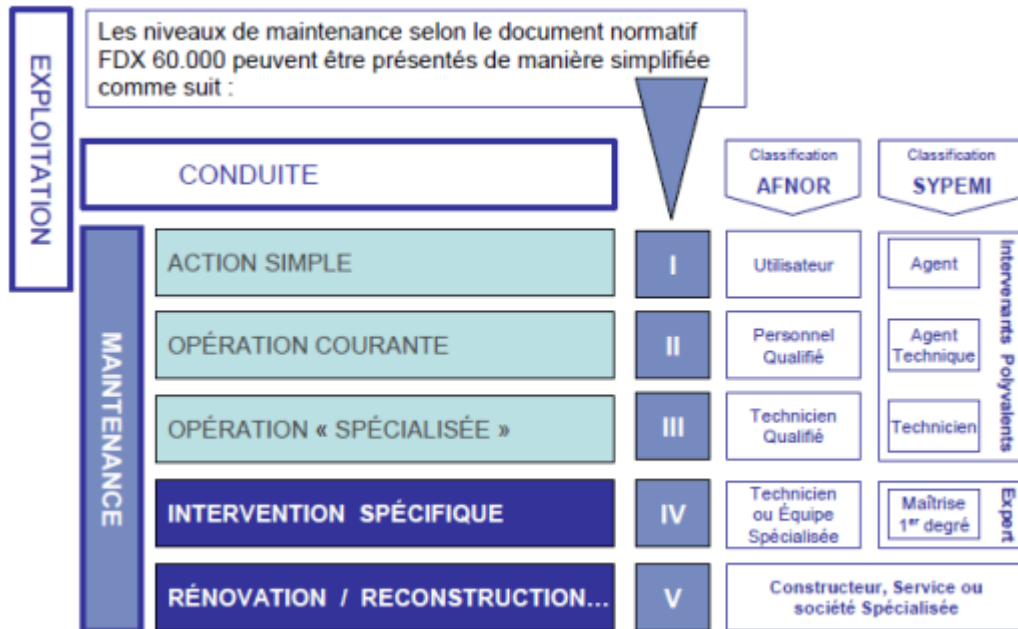 Les niveaux de maintenance selon le document normatif
FDX 60.000 peuvent être présentés de manière simplifiée
comme suit :
EXPLOITATION
CONDUITE
Classification
AFNOR
Classification
SYPEMI
MAINTENANCE
ACTION SIMPLE
I
Utilisateur
Agent
Intervenants Polyvalents
OPÉRATION COURANTE
II
Personnel
Qualifié
Agent
Technique
OPÉRATION « SPÉCIALISÉE »
III
Technicien
Qualifié
Technicien
INTERVENTION SPÉCIFIQUE
IV
Technicien
ou Équipe
Spécialisée
Maîtrise
1er degré
Expert
RÉNOVATION / RECONSTRUCTION...
V
Constructeur, Service ou
société Spécialisée